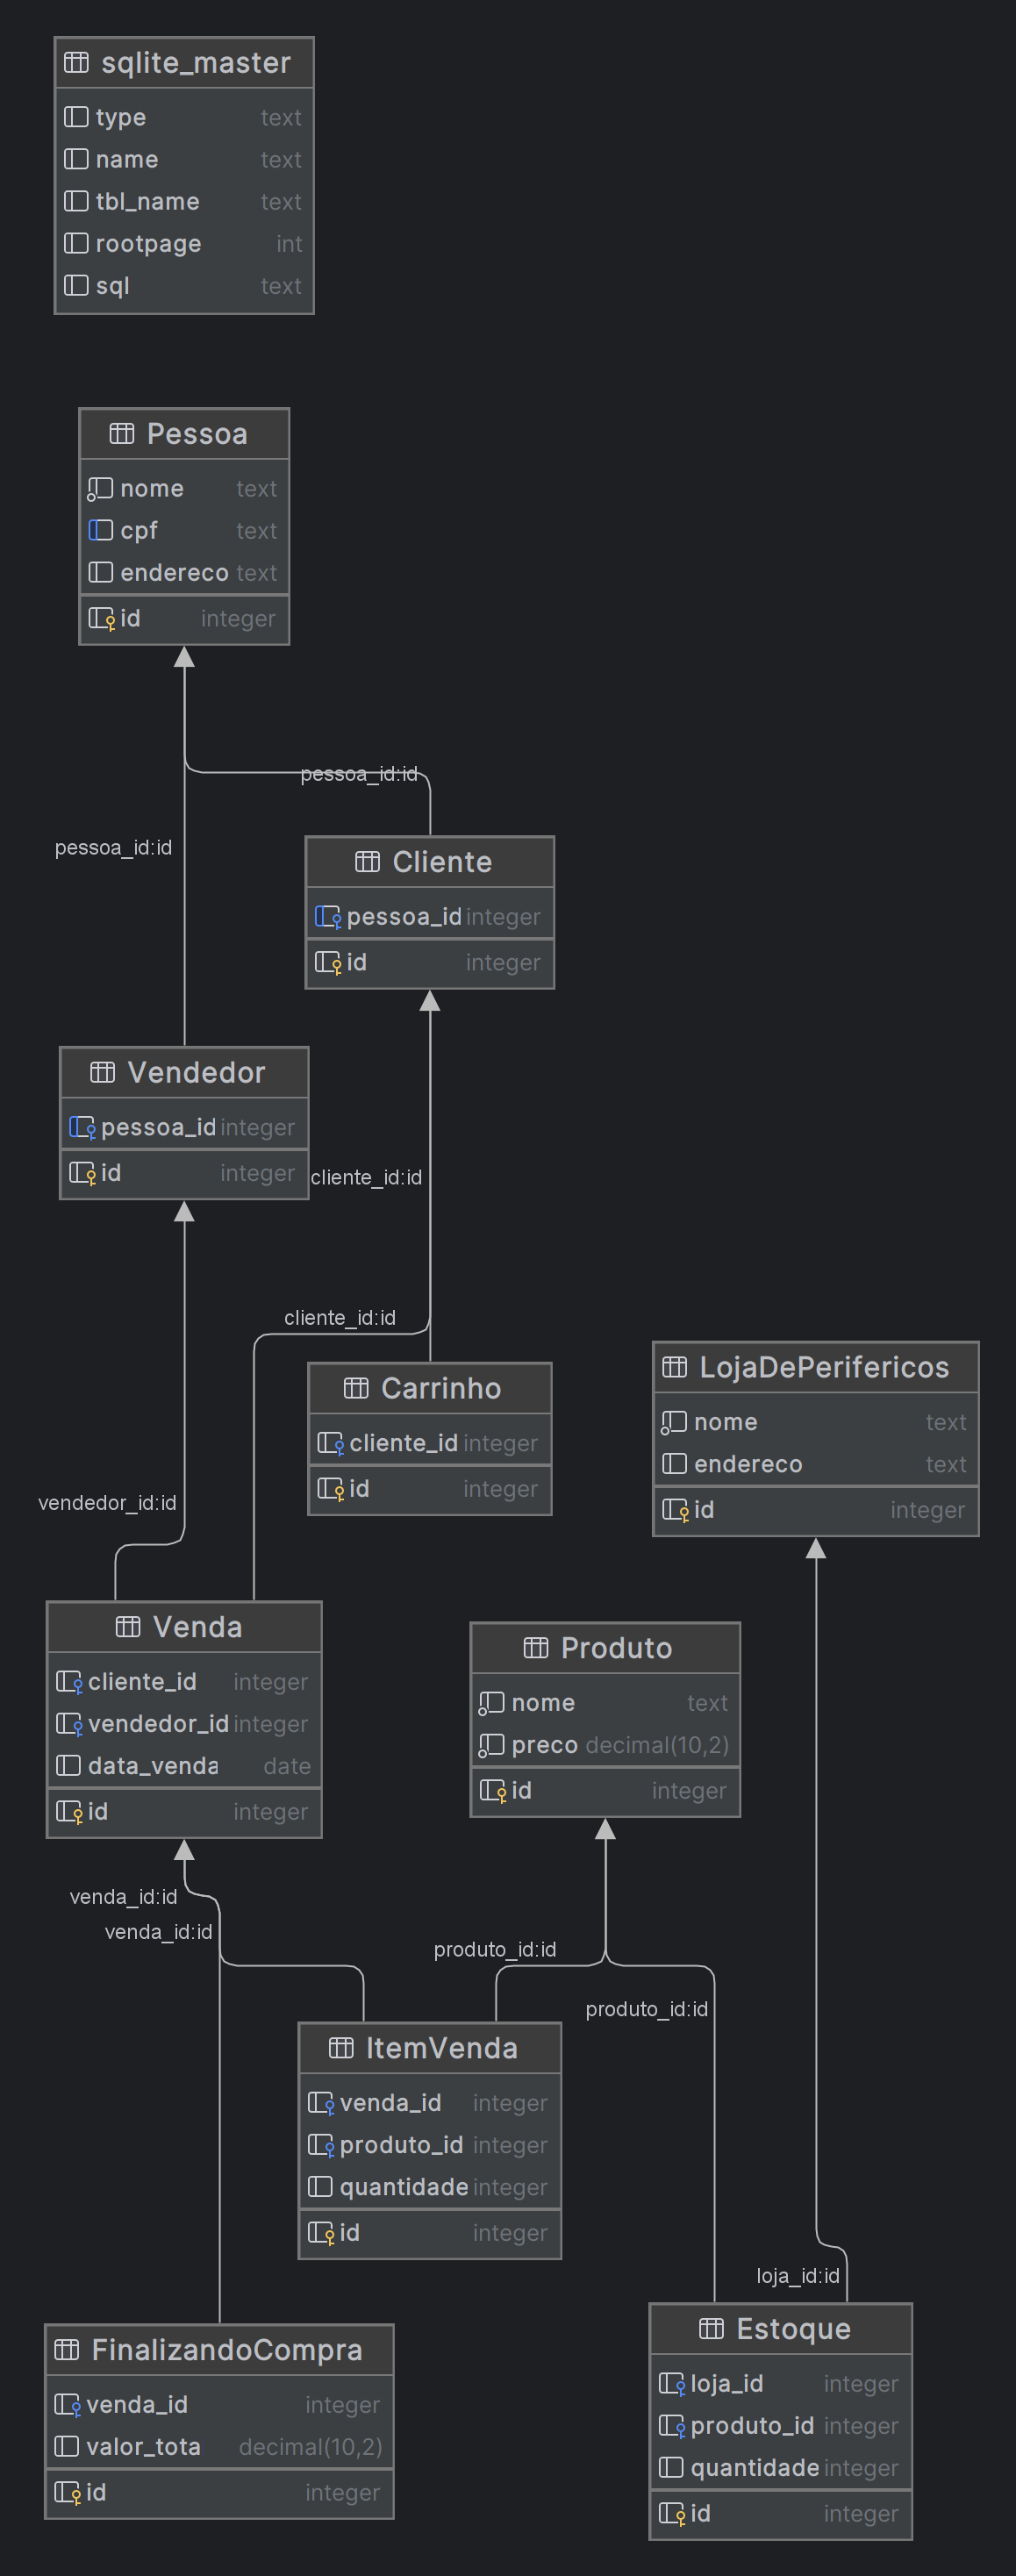 sqlite_master
type text
name text
tbl_name text
rootpage int
sql text
Pessoa
nome text
cpf text
endereco text
id integer
pessoa_id:id
pessoa_id:id
Cliente
pessoa_id integer
id integer
Vendedor
pessoa_id integer
id integer
cliente_id:id
cliente_id:id
Carrinho
cliente_id integer
id integer
LojaDePerifericos
nome text
endereco text
id integer
vendedor_id:id
Venda
cliente_id integer
vendedor_id integer
data_venda date
id integer
Produto
nome text
preco decimal(10,2)
id integer
venda_id:id
venda_id:id
produto_id:id
produto_id:id
ItemVenda
venda_id integer
produto_id integer
quantidade integer
id integer
loja_id:id
FinalizandoCompra
venda_id integer
valor_tota decimal(10,2)
id integer
Estoque
loja_id integer
produto_id integer
quantidade integer
id integer